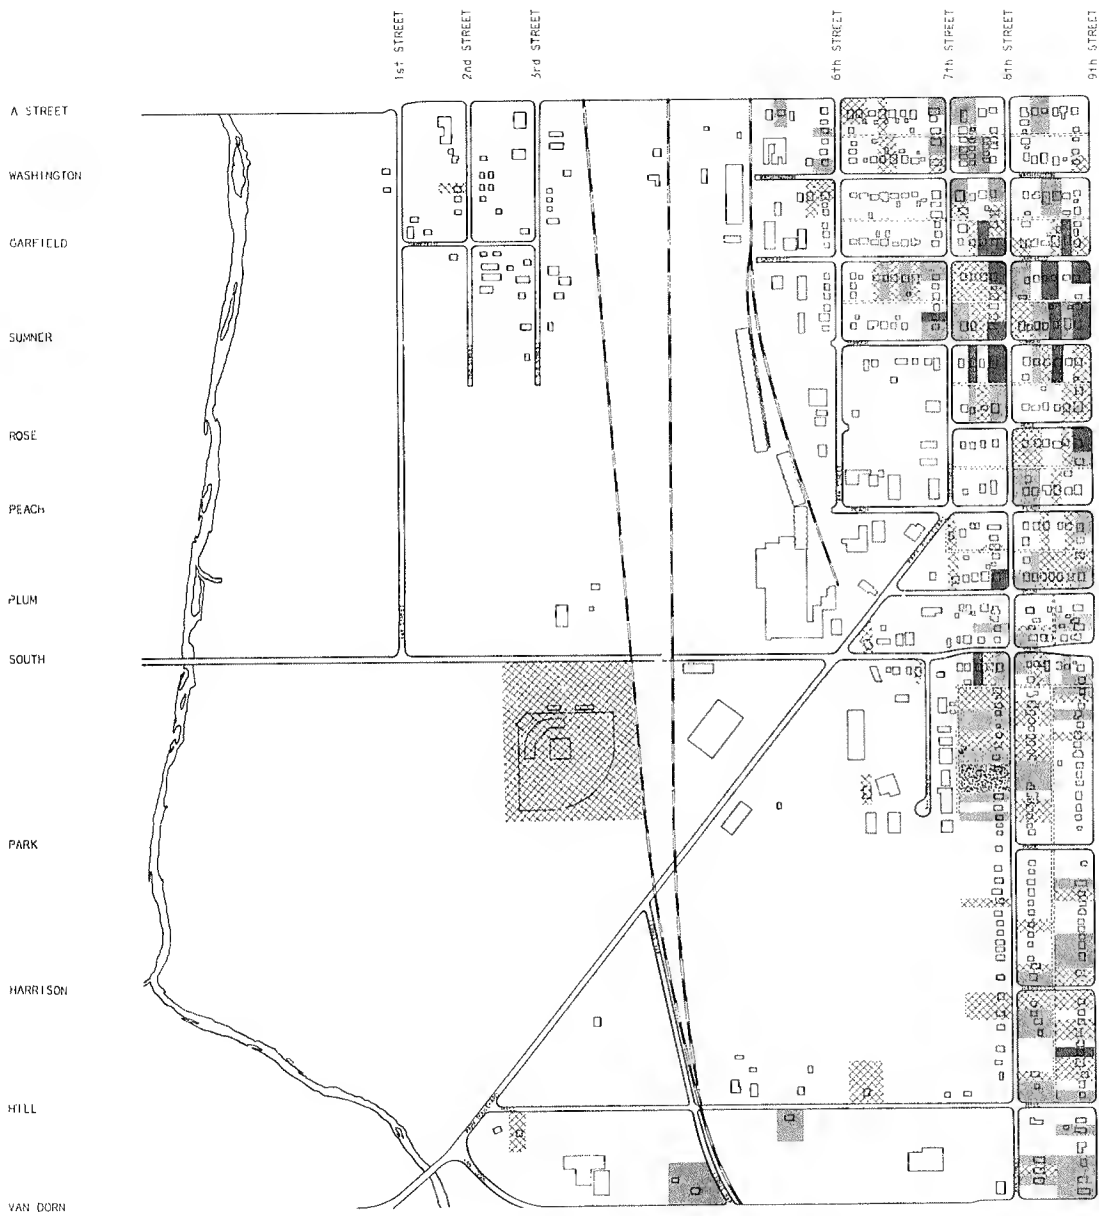 1st STREET
2nd STREET
3rd STREET
6th STREET
7th STREET
8th STREET
9th STREET
A STREET
WASHINGTON
GARFIELD
SUMNER
ROSE
PEACH
PLUM
SOUTH
PARK
HARRISON
HILL
VAN DORN